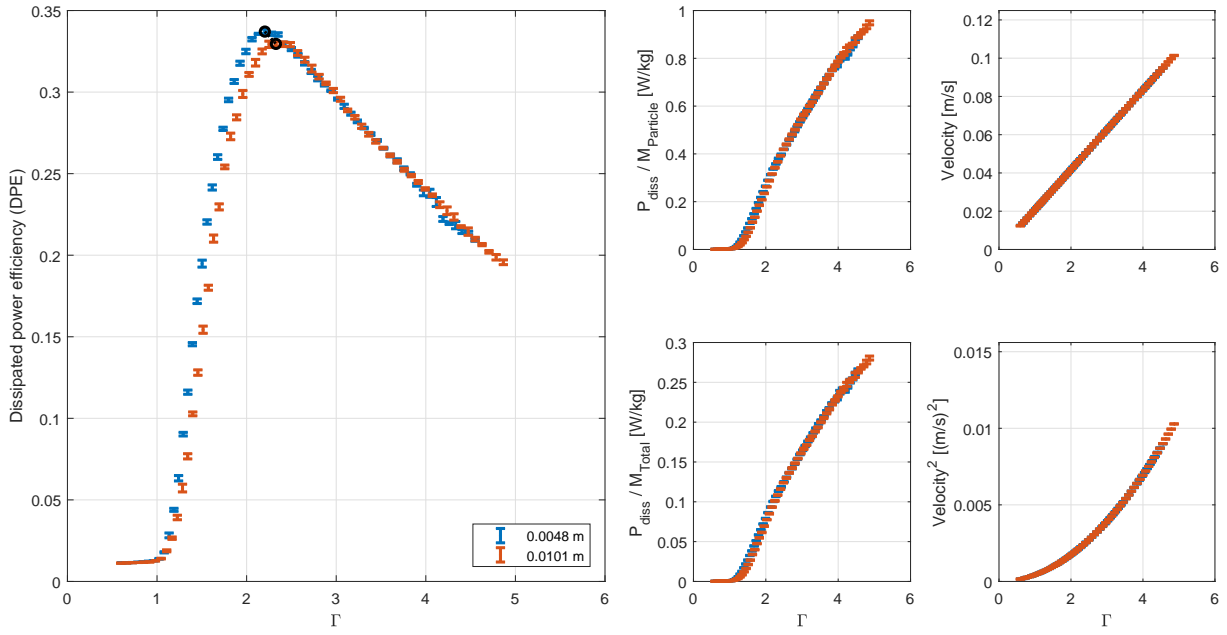 Dissipated power efficiency (DPE)
0.35
0.3
0.25
0.2
0.15
0.1
0.05
0
0 1 2 3 4 5 6
Γ
0.0048 m
0.0101 m
P_diss / M_Particle [W/kg]
1
0.8
0.6
0.4
0.2
0
0 2 4 6
Velocity [m/s]
0.12
0.1
0.08
0.06
0.04
0.02
0
0 2 4 6
P_diss / M_Total [W/kg]
0.3
0.25
0.2
0.15
0.1
0.05
0
0 2 4 6
Γ
Velocity² [(m/s)²]
0.015
0.01
0.005
0
0 2 4 6
Γ